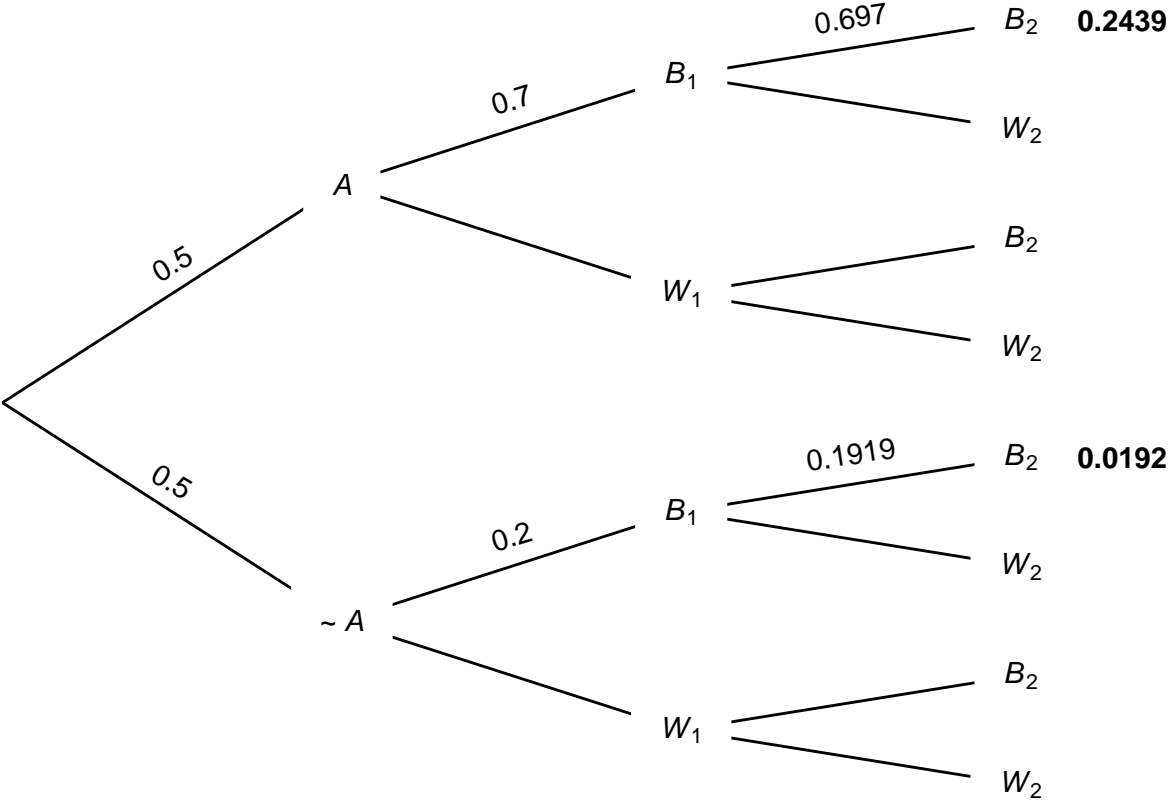 0.697 B₂ 0.2439
0.7 B₁
W₂
A
0.5
B₂
W₁
W₂
0.5
0.1919 B₂ 0.0192
0.2 B₁
W₂
~ A
B₂
W₁
W₂